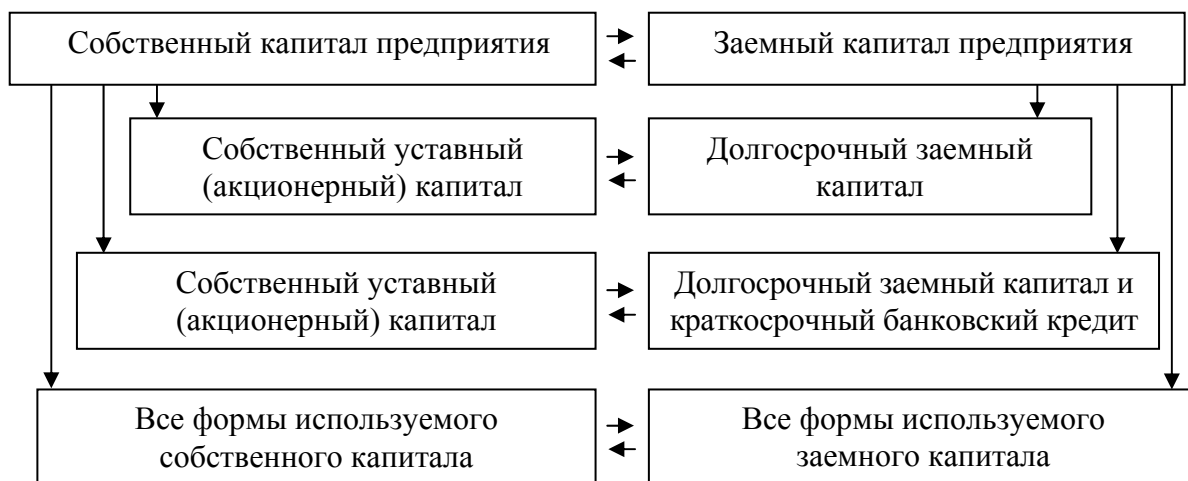 Собственный капитал предприятия
Заемный капитал предприятия
Собственный уставный
(акционерный) капитал
Долгосрочный заемный
капитал
Собственный уставный
(акционерный) капитал
Долгосрочный заемный капитал и
краткосрочный банковский кредит
Все формы используемого
собственного капитала
Все формы используемого
заемного капитала